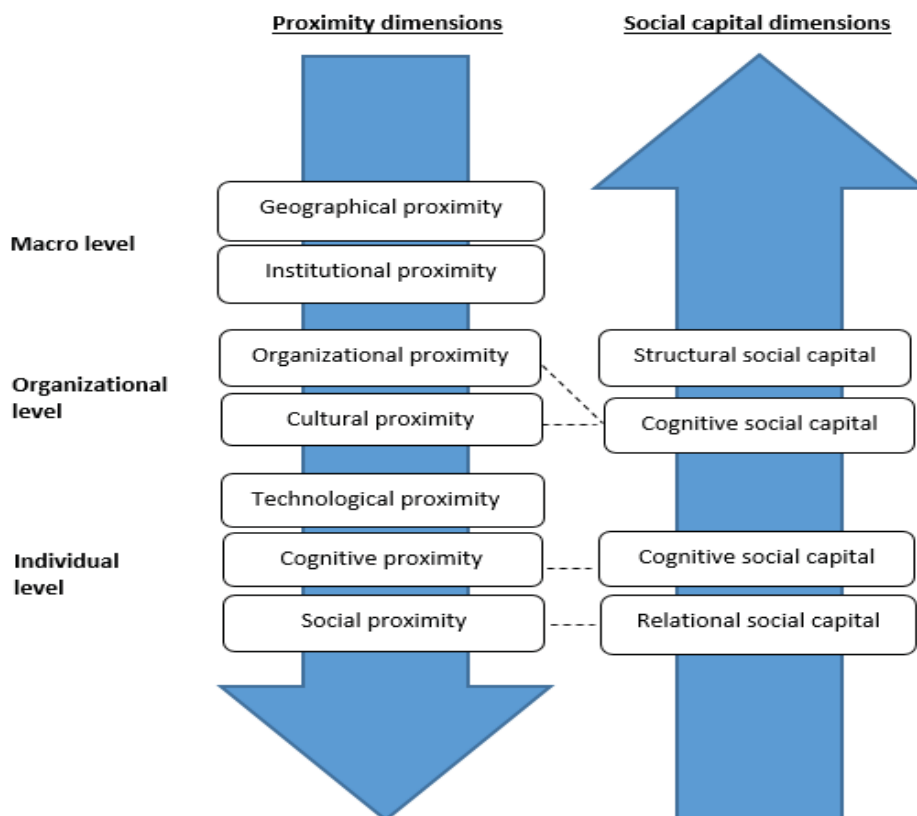 Proximity dimensions
Social capital dimensions
Macro level
Geographical proximity
Institutional proximity
Organizational
level
Organizational proximity
Structural social capital
Cultural proximity
Cognitive social capital
Individual
level
Technological proximity
Cognitive proximity
Cognitive social capital
Social proximity
Relational social capital